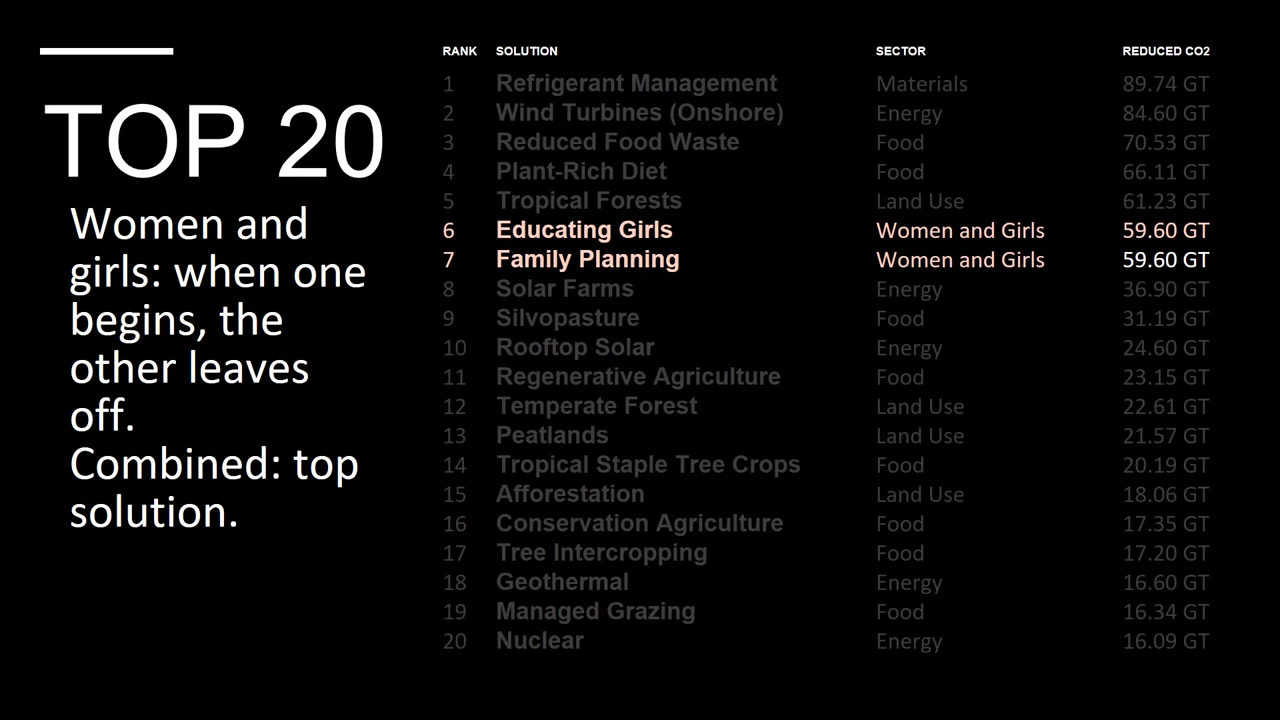 TOP 20
Women and
girls: when one
begins, the
other leaves
off.
Combined: top
solution.
RANK SOLUTION SECTOR REDUCED CO2
1 Refrigerant Management Materials 89.74 GT
2 Wind Turbines (Onshore) Energy 84.60 GT
3 Reduced Food Waste Food 70.53 GT
4 Plant-Rich Diet Food 66.11 GT
5 Tropical Forests Land Use 61.23 GT
6 Educating Girls Women and Girls 59.60 GT
7 Family Planning Women and Girls 59.60 GT
8 Solar Farms Energy 36.90 GT
9 Silvopasture Food 31.19 GT
10 Rooftop Solar Energy 24.60 GT
11 Regenerative Agriculture Food 23.15 GT
12 Temperate Forest Land Use 22.61 GT
13 Peatlands Land Use 21.57 GT
14 Tropical Staple Tree Crops Food 20.19 GT
15 Afforestation Land Use 18.06 GT
16 Conservation Agriculture Food 17.35 GT
17 Tree Intercropping Food 17.20 GT
18 Geothermal Energy 16.60 GT
19 Managed Grazing Food 16.34 GT
20 Nuclear Energy 16.09 GT